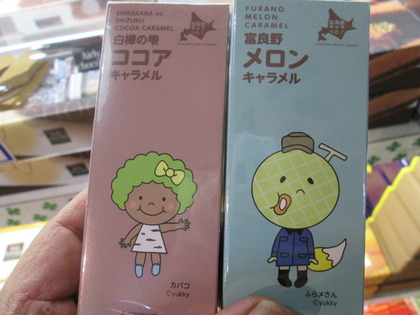 SHIRAKABA no
SHIZUKU
COCOA CARAMEL
白樺の雫
ココア
キャラメル
カバコ
©yukky
FURANO
MELON
CARAMEL
富良野
メロン
キャラメル
ふらメさん
©yukky